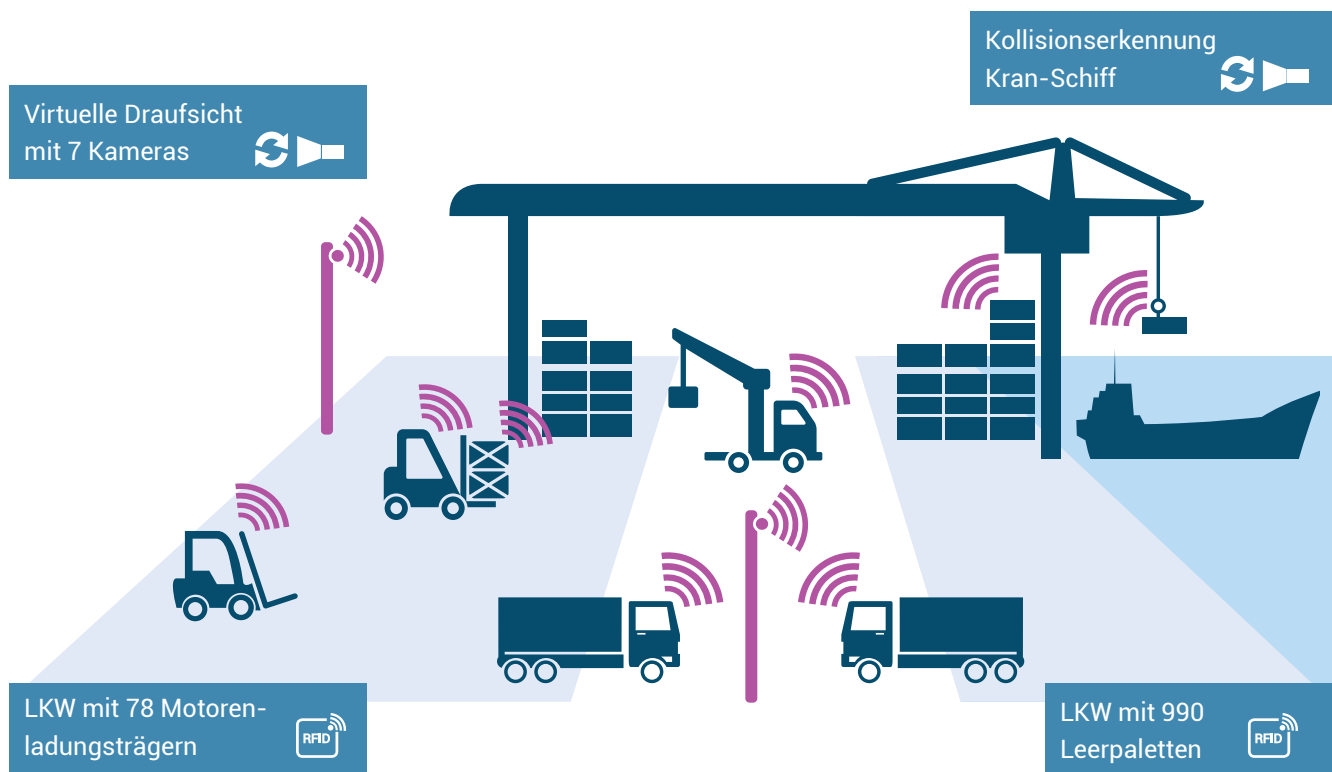 Kollisionserkennung
Kran-Schiff
Virtuelle Draufsicht
mit 7 Kameras
LKW mit 78 Motoren-
ladungsträgern
RFID
LKW mit 990
Leerpaletten
RFID